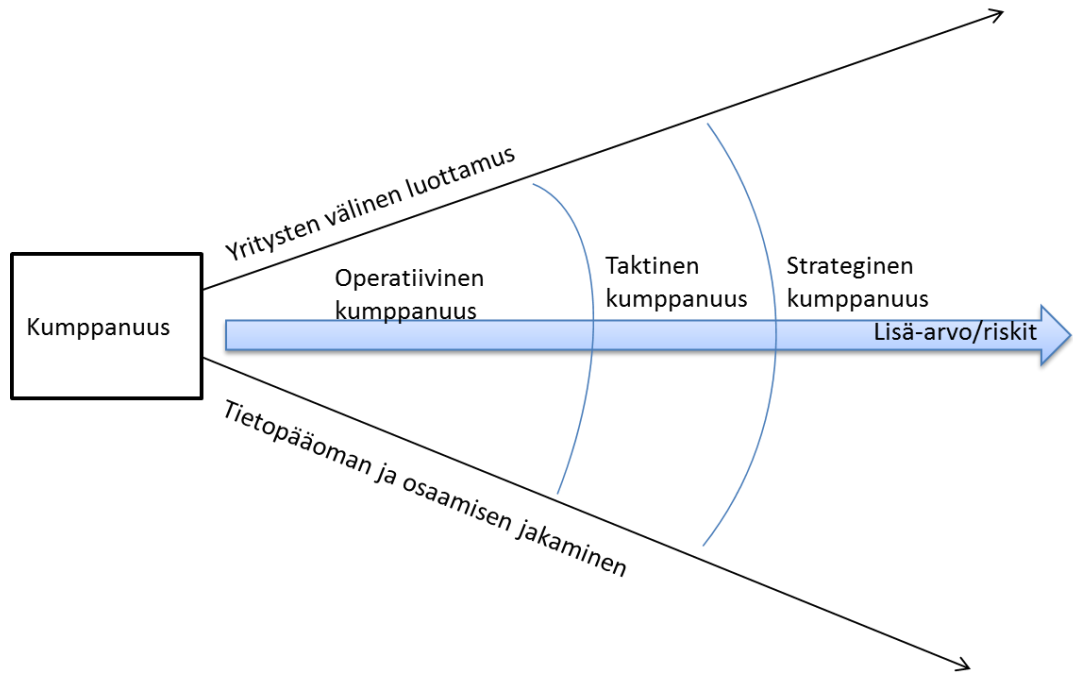 Yritysten välinen luottamus
Kumppanuus
Operatiivinen
kumppanuus
Taktinen
kumppanuus
Strateginen
kumppanuus
Lisä-arvo/riskit
Tietopääoman ja osaamisen jakaminen